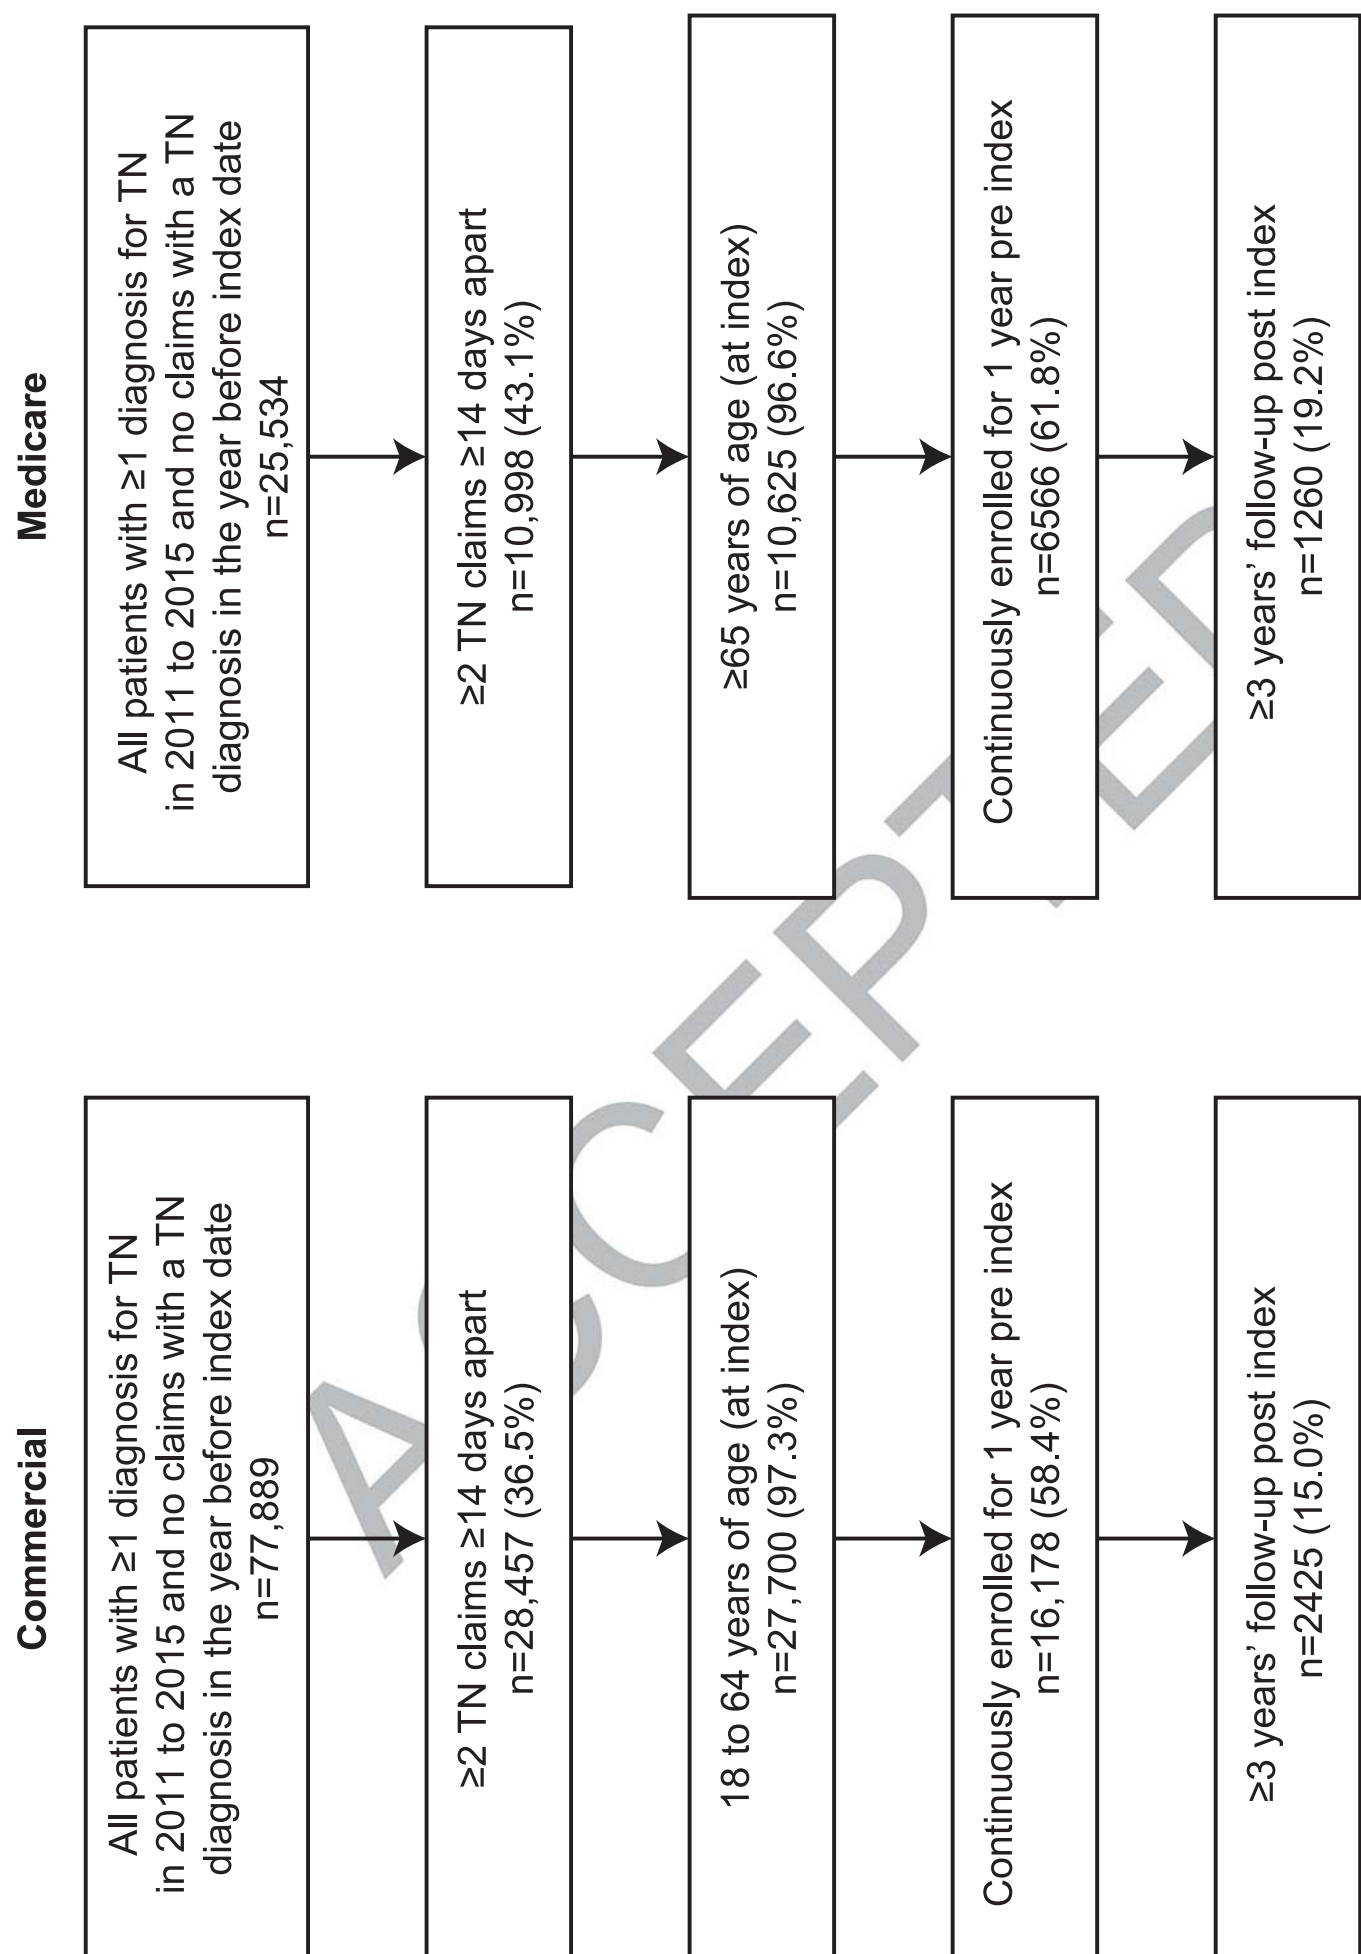 Commercial
All patients with ≥1 diagnosis for TN
in 2011 to 2015 and no claims with a TN
diagnosis in the year before index date
n=77,889
≥2 TN claims ≥14 days apart
n=28,457 (36.5%)
18 to 64 years of age (at index)
n=27,700 (97.3%)
Continuously enrolled for 1 year pre index
n=16,178 (58.4%)
≥3 years’ follow-up post index
n=2425 (15.0%)
Medicare
All patients with ≥1 diagnosis for TN
in 2011 to 2015 and no claims with a TN
diagnosis in the year before index date
n=25,534
≥2 TN claims ≥14 days apart
n=10,998 (43.1%)
≥65 years of age (at index)
n=10,625 (96.6%)
Continuously enrolled for 1 year pre index
n=6566 (61.8%)
≥3 years’ follow-up post index
n=1260 (19.2%)
ACCEPTED